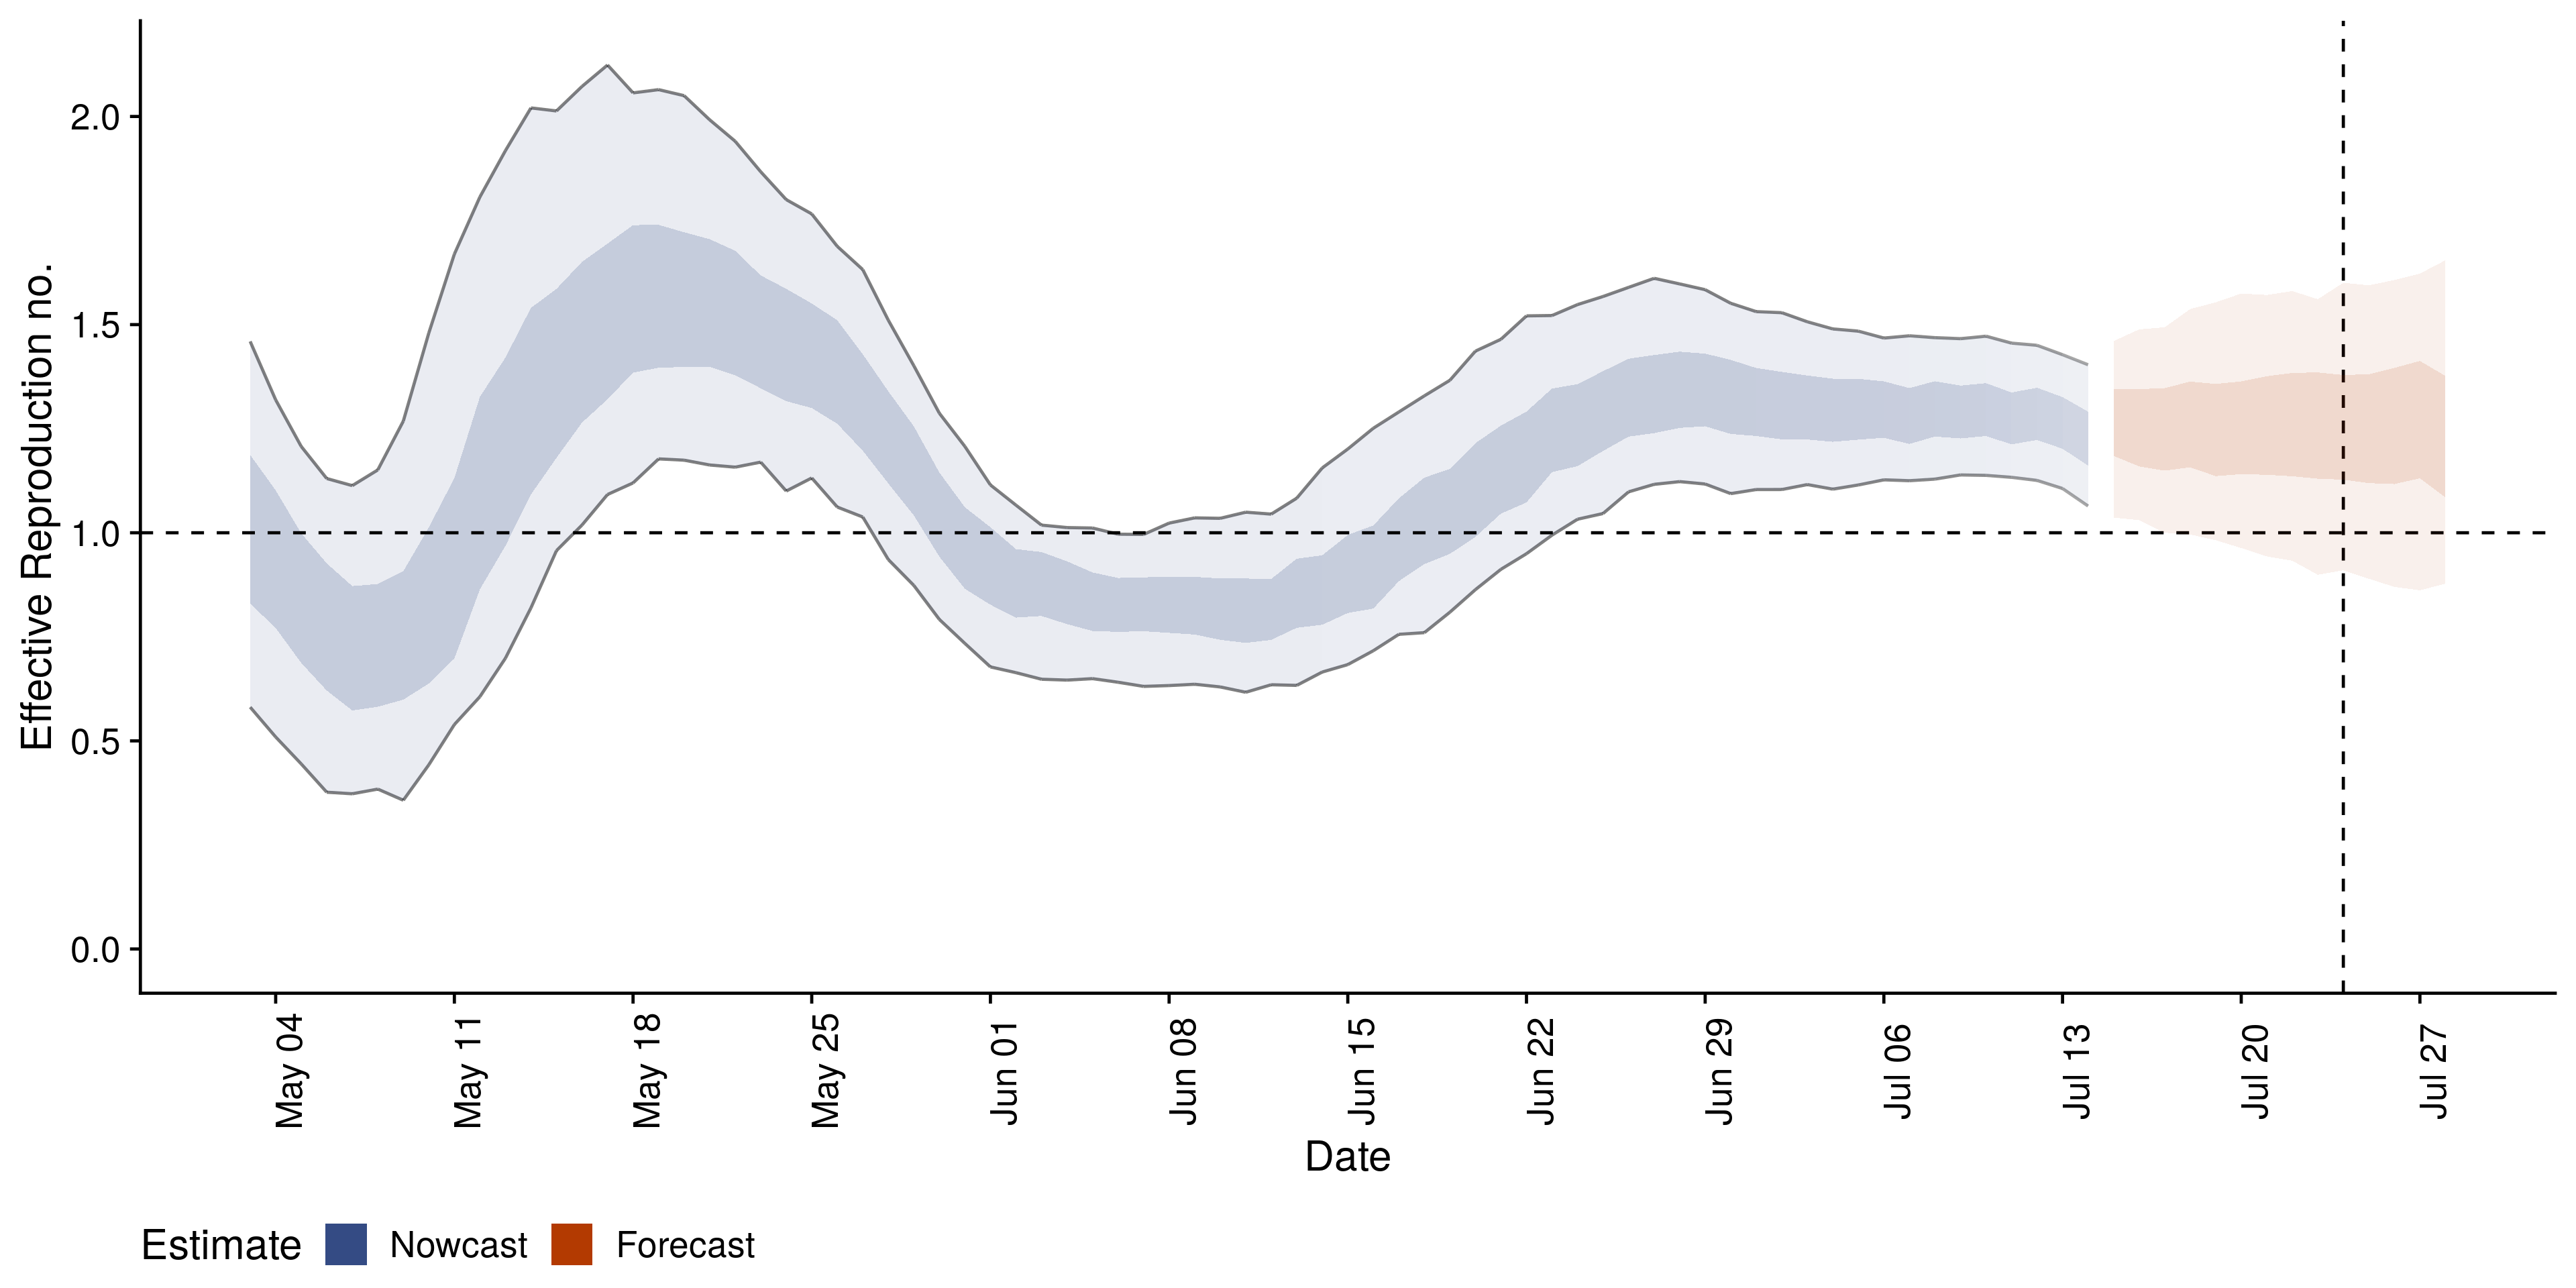 Effective Reproduction no.
2.0
1.5
1.0
0.5
0.0
May 04
May 11
May 18
May 25
Jun 01
Jun 08
Jun 15
Jun 22
Jun 29
Jul 06
Jul 13
Jul 20
Jul 27
Date
Estimate Nowcast Forecast